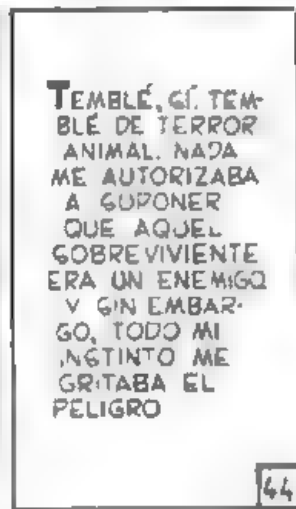 TEMBLÉ, SÍ. TEM-
BLÉ DE TERROR
ANIMAL. NADA
ME AUTORIZABA
A SUPONER
QUE AQUEL
SOBREVIVIENTE
ERA UN ENEMIGO
Y SIN EMBAR-
GO, TODO MI
INSTINTO ME
GRITABA EL
PELIGRO
44